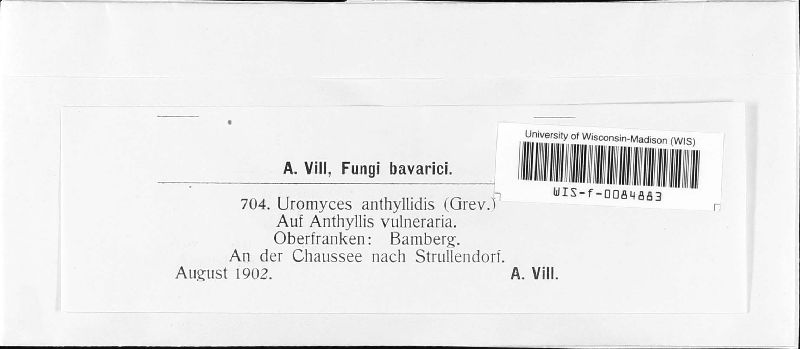 University of Wisconsin-Madison (WIS)
WIS-f-0084883
A. Vill, Fungi bavarici.
704. Uromyces anthyllidis (Grev.)
Auf Anthyllis vulneraria.
Oberfranken: Bamberg.
An der Chaussee nach Strullendorf.
August 1902. A. Vill.